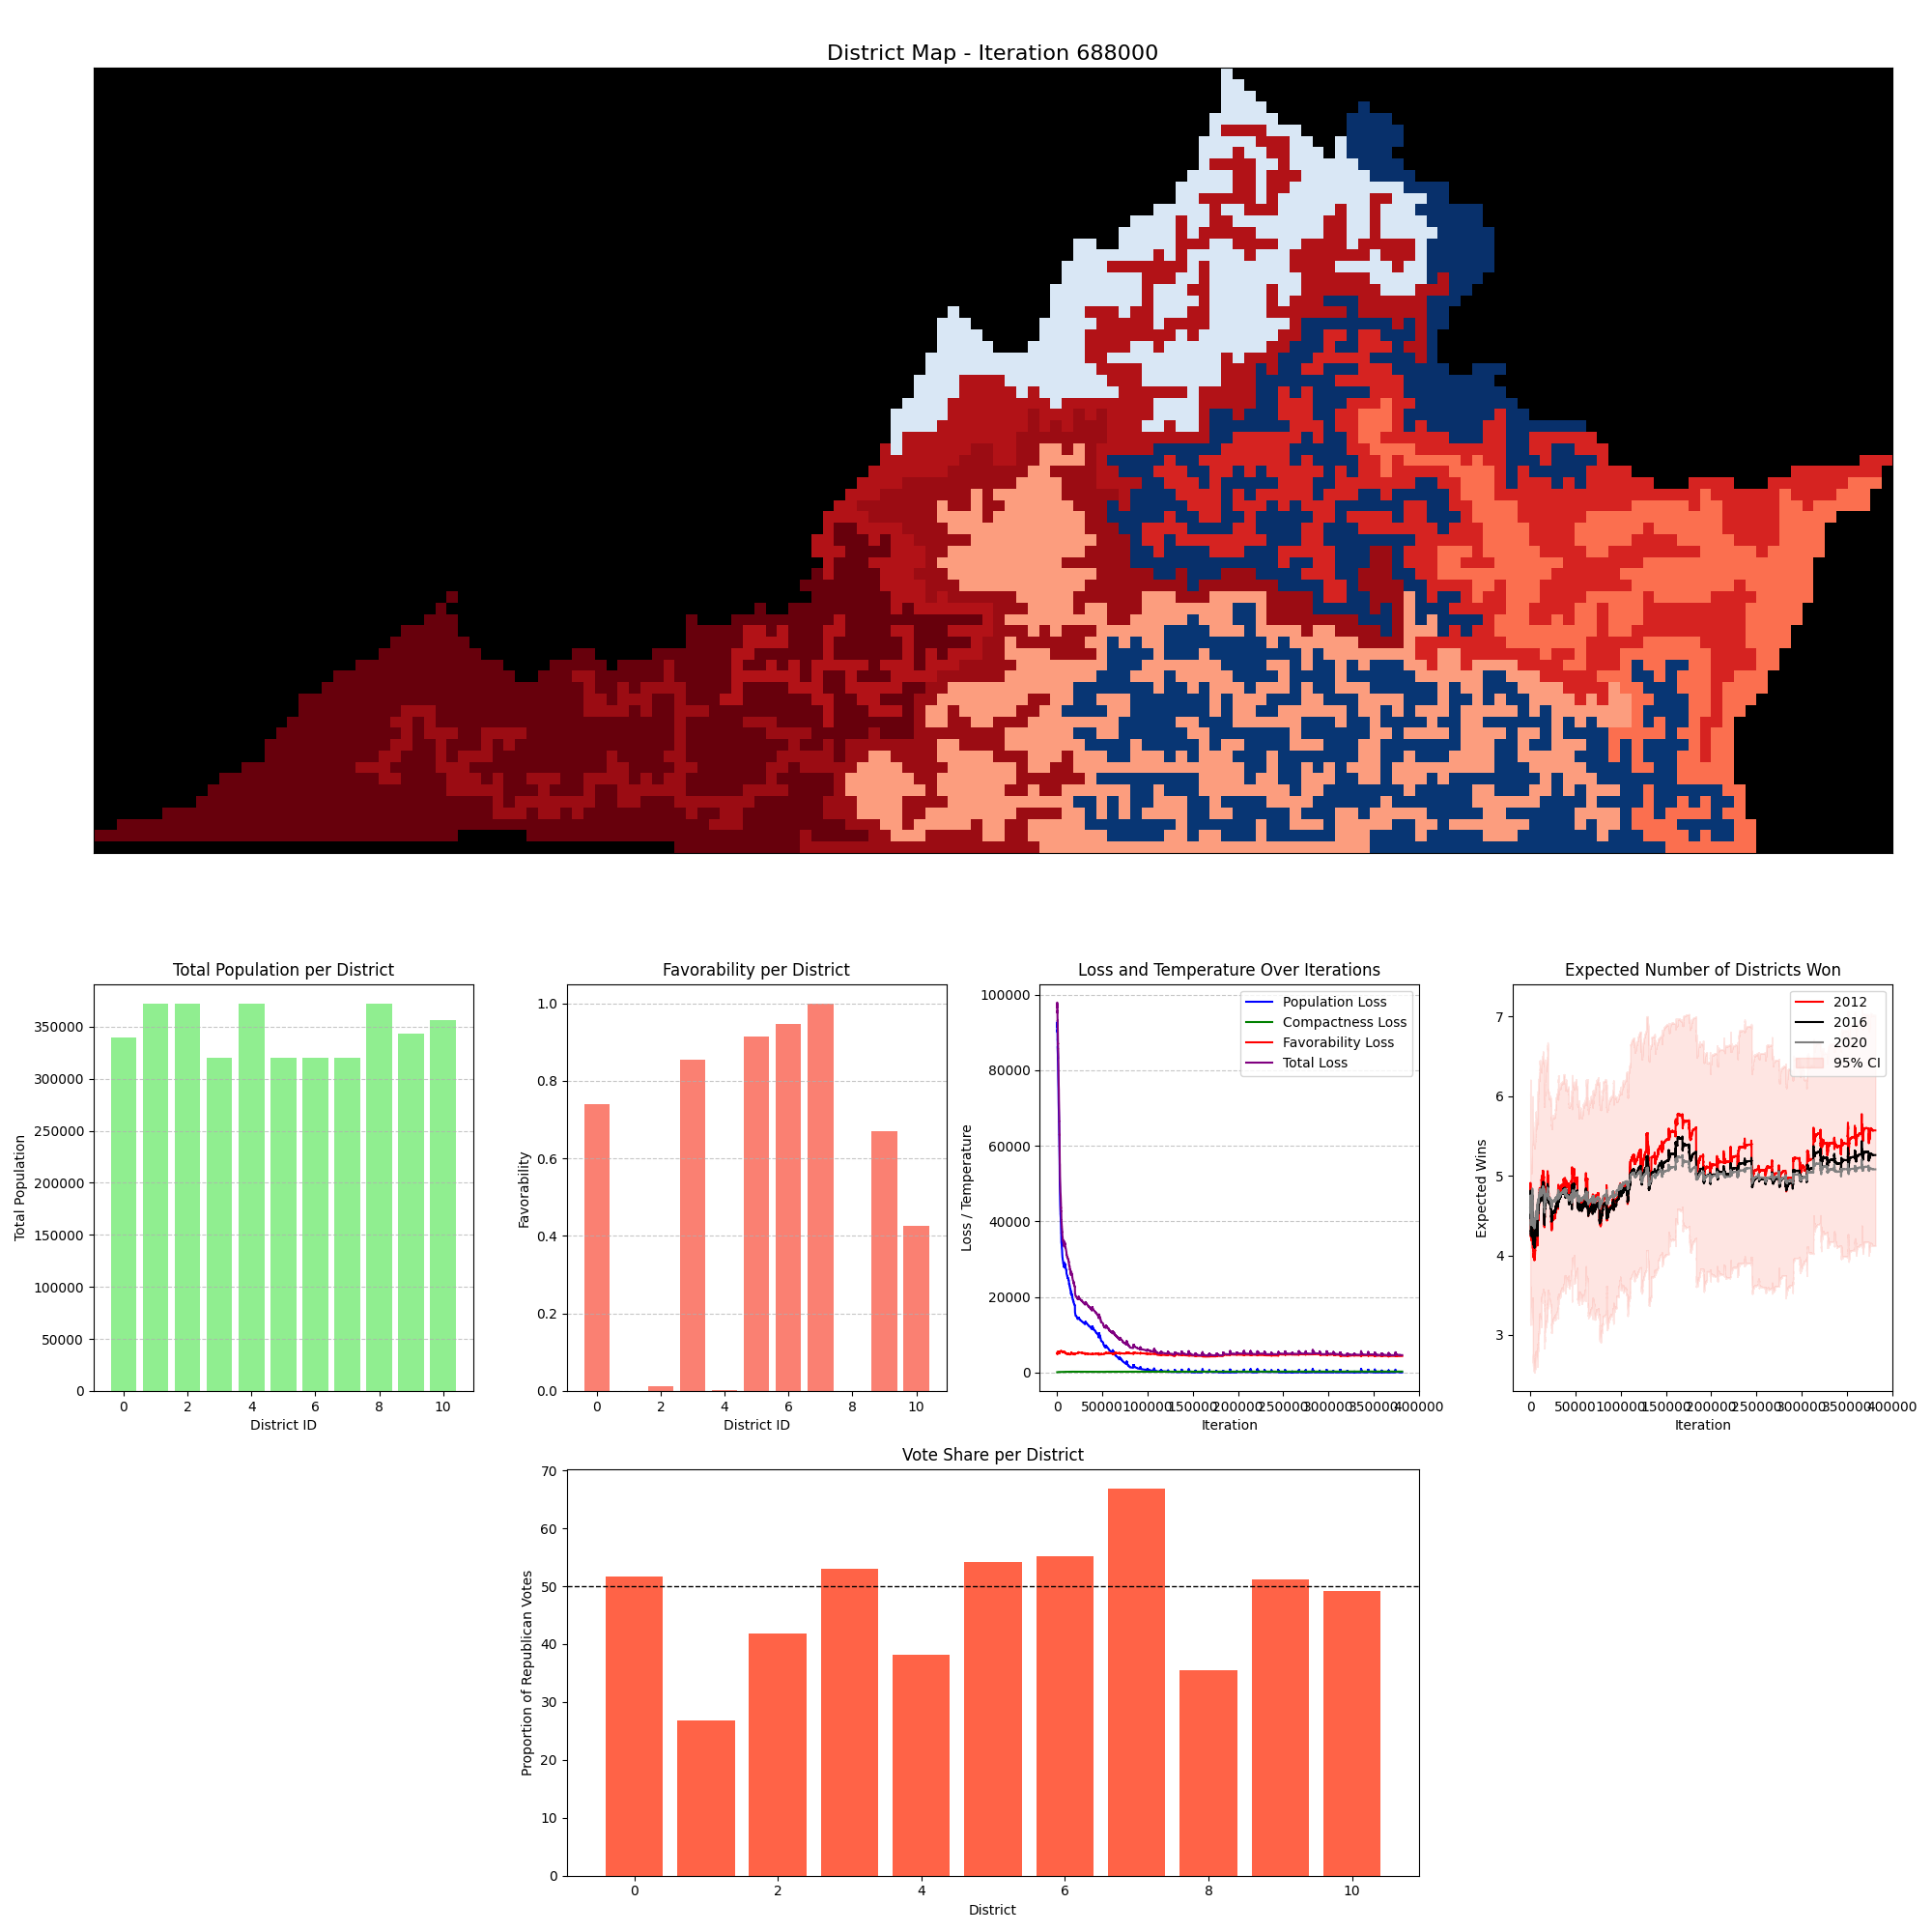 District Map - Iteration 688000
Total Population per District
Total Population
350000
300000
250000
200000
150000
100000
50000
0
0 2 4 6 8 10
District ID
Favorability per District
Favorability
1.0
0.8
0.6
0.4
0.2
0.0
0 2 4 6 8 10
District ID
Loss and Temperature Over Iterations
Loss / Temperature
100000
80000
60000
40000
20000
0
Population Loss
Compactness Loss
Favorability Loss
Total Loss
0 50000 100000 150000 200000 250000 300000 350000 400000
Iteration
Expected Number of Districts Won
Expected Wins
7
6
5
4
3
2012
2016
2020
95% CI
0 50000 100000 150000 200000 250000 300000 350000 400000
Iteration
Vote Share per District
Proportion of Republican Votes
70
60
50
40
30
20
10
0
0 2 4 6 8 10
District